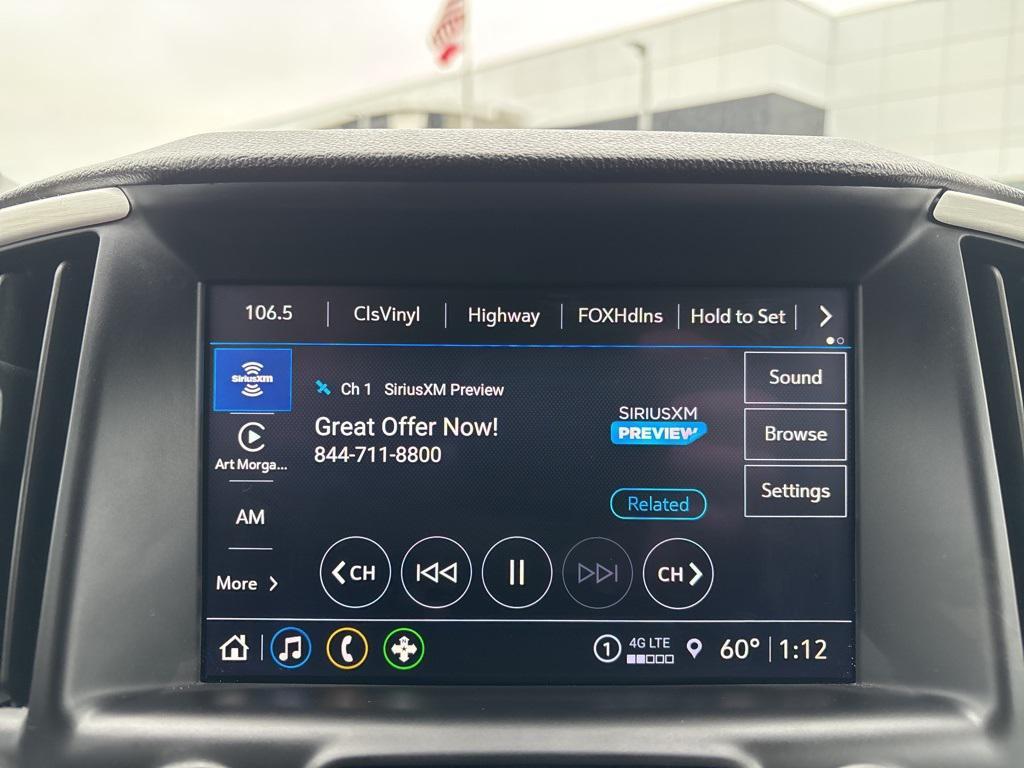 106.5 ClsVinyl Highway FOXHdlns Hold to Set
SiriusXM
Ch 1 SiriusXM Preview
Great Offer Now!
844-711-8800
SIRIUSXM
PREVIEW
Related
Sound
Browse
Settings
Art Morga...
AM
More
CH
CH
1 4G LTE 60° 1:12